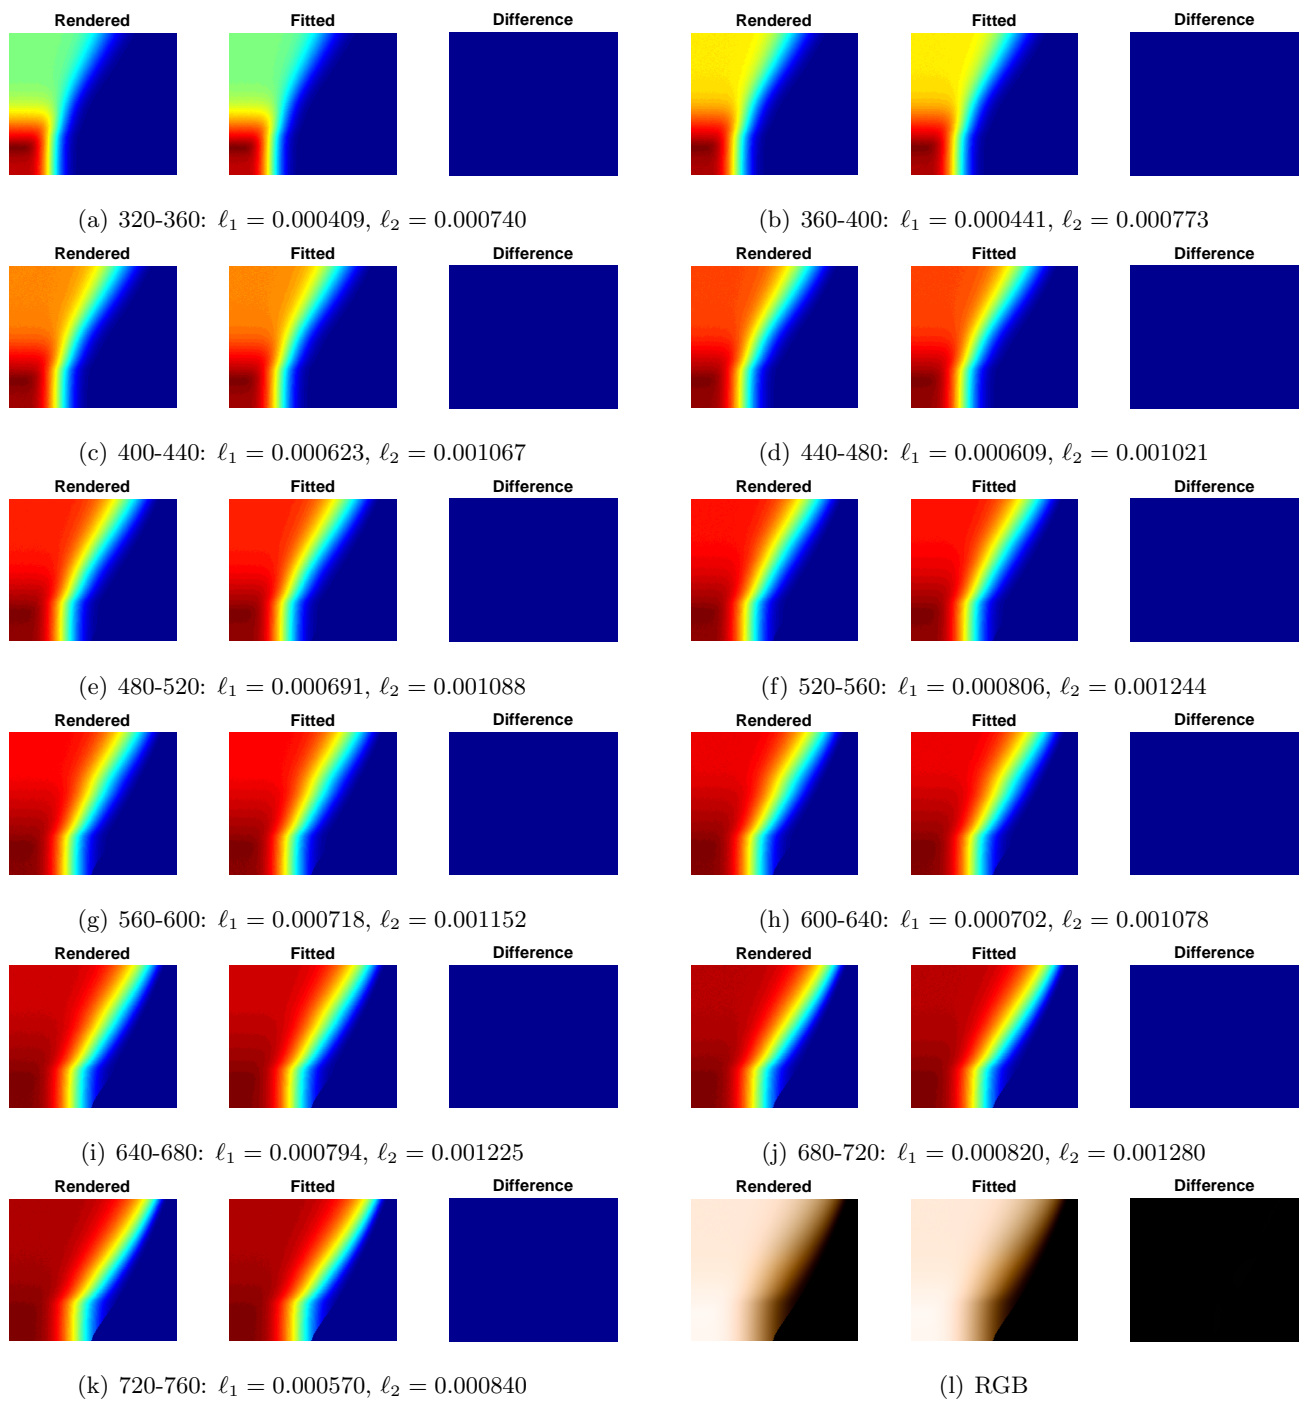 Rendered Fitted Difference Rendered Fitted Difference
(a) 320-360: ℓ1 = 0.000409, ℓ2 = 0.000740 (b) 360-400: ℓ1 = 0.000441, ℓ2 = 0.000773
Rendered Fitted Difference Rendered Fitted Difference
(c) 400-440: ℓ1 = 0.000623, ℓ2 = 0.001067 (d) 440-480: ℓ1 = 0.000609, ℓ2 = 0.001021
Rendered Fitted Difference Rendered Fitted Difference
(e) 480-520: ℓ1 = 0.000691, ℓ2 = 0.001088 (f) 520-560: ℓ1 = 0.000806, ℓ2 = 0.001244
Rendered Fitted Difference Rendered Fitted Difference
(g) 560-600: ℓ1 = 0.000718, ℓ2 = 0.001152 (h) 600-640: ℓ1 = 0.000702, ℓ2 = 0.001078
Rendered Fitted Difference Rendered Fitted Difference
(i) 640-680: ℓ1 = 0.000794, ℓ2 = 0.001225 (j) 680-720: ℓ1 = 0.000820, ℓ2 = 0.001280
Rendered Fitted Difference Rendered Fitted Difference
(k) 720-760: ℓ1 = 0.000570, ℓ2 = 0.000840 (l) RGB